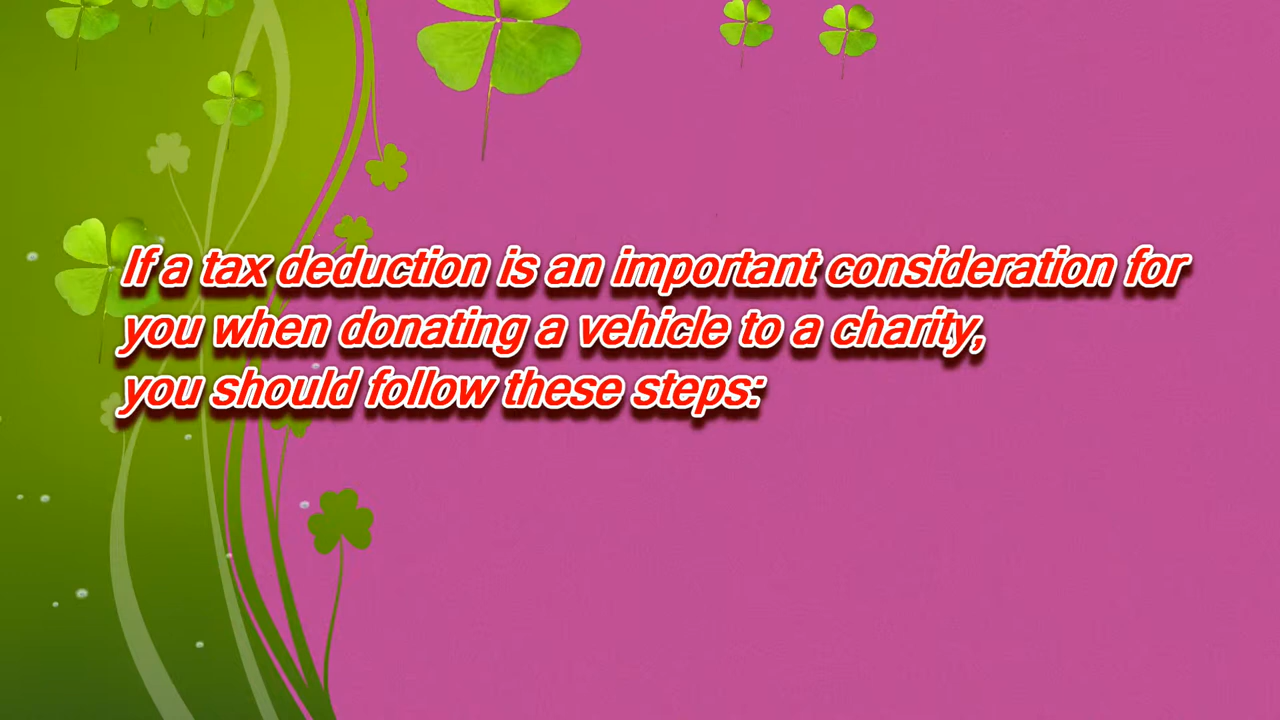 If a tax deduction is an important consideration for
you when donating a vehicle to a charity,
you should follow these steps: